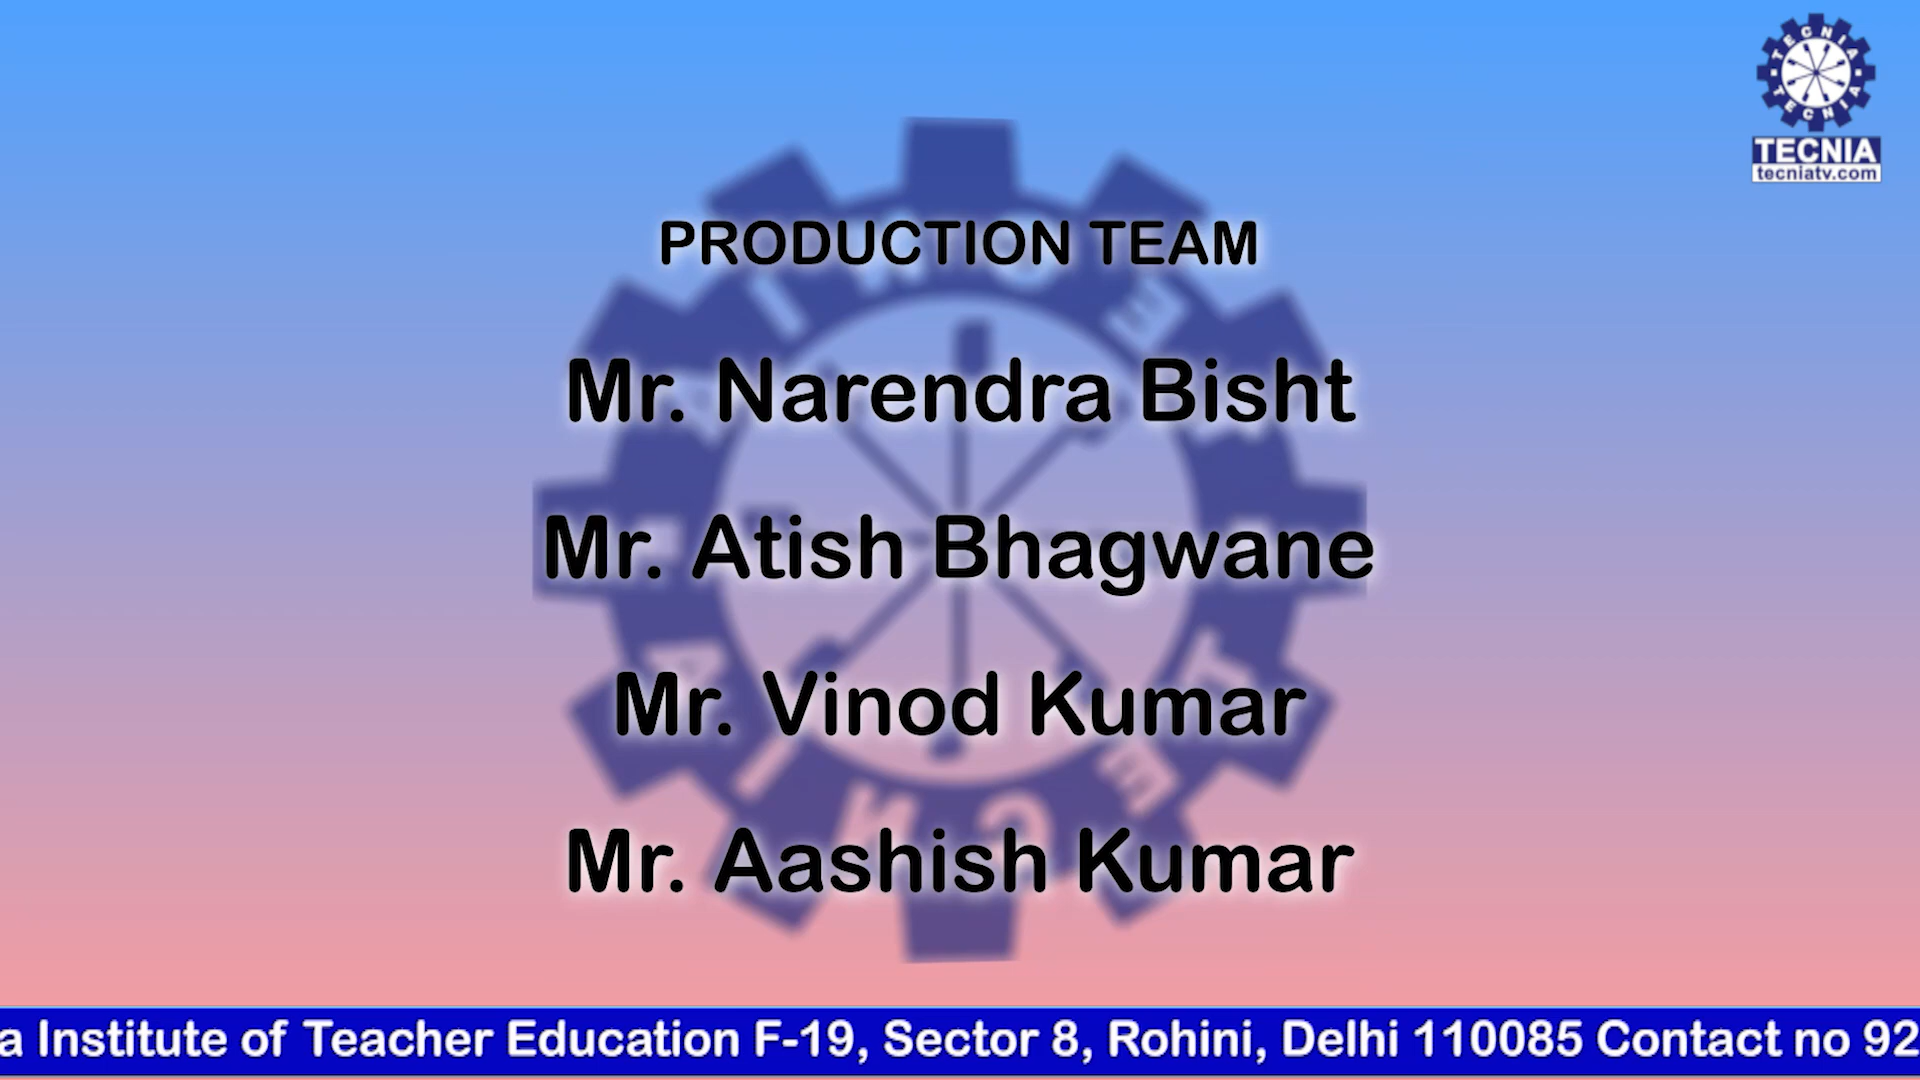 TECNIA
TECNIA
TECNIA
tecniatv.com
PRODUCTION TEAM
Mr. Narendra Bisht
Mr. Atish Bhagwane
Mr. Vinod Kumar
Mr. Aashish Kumar
a Institute of Teacher Education F-19, Sector 8, Rohini, Delhi 110085 Contact no 92